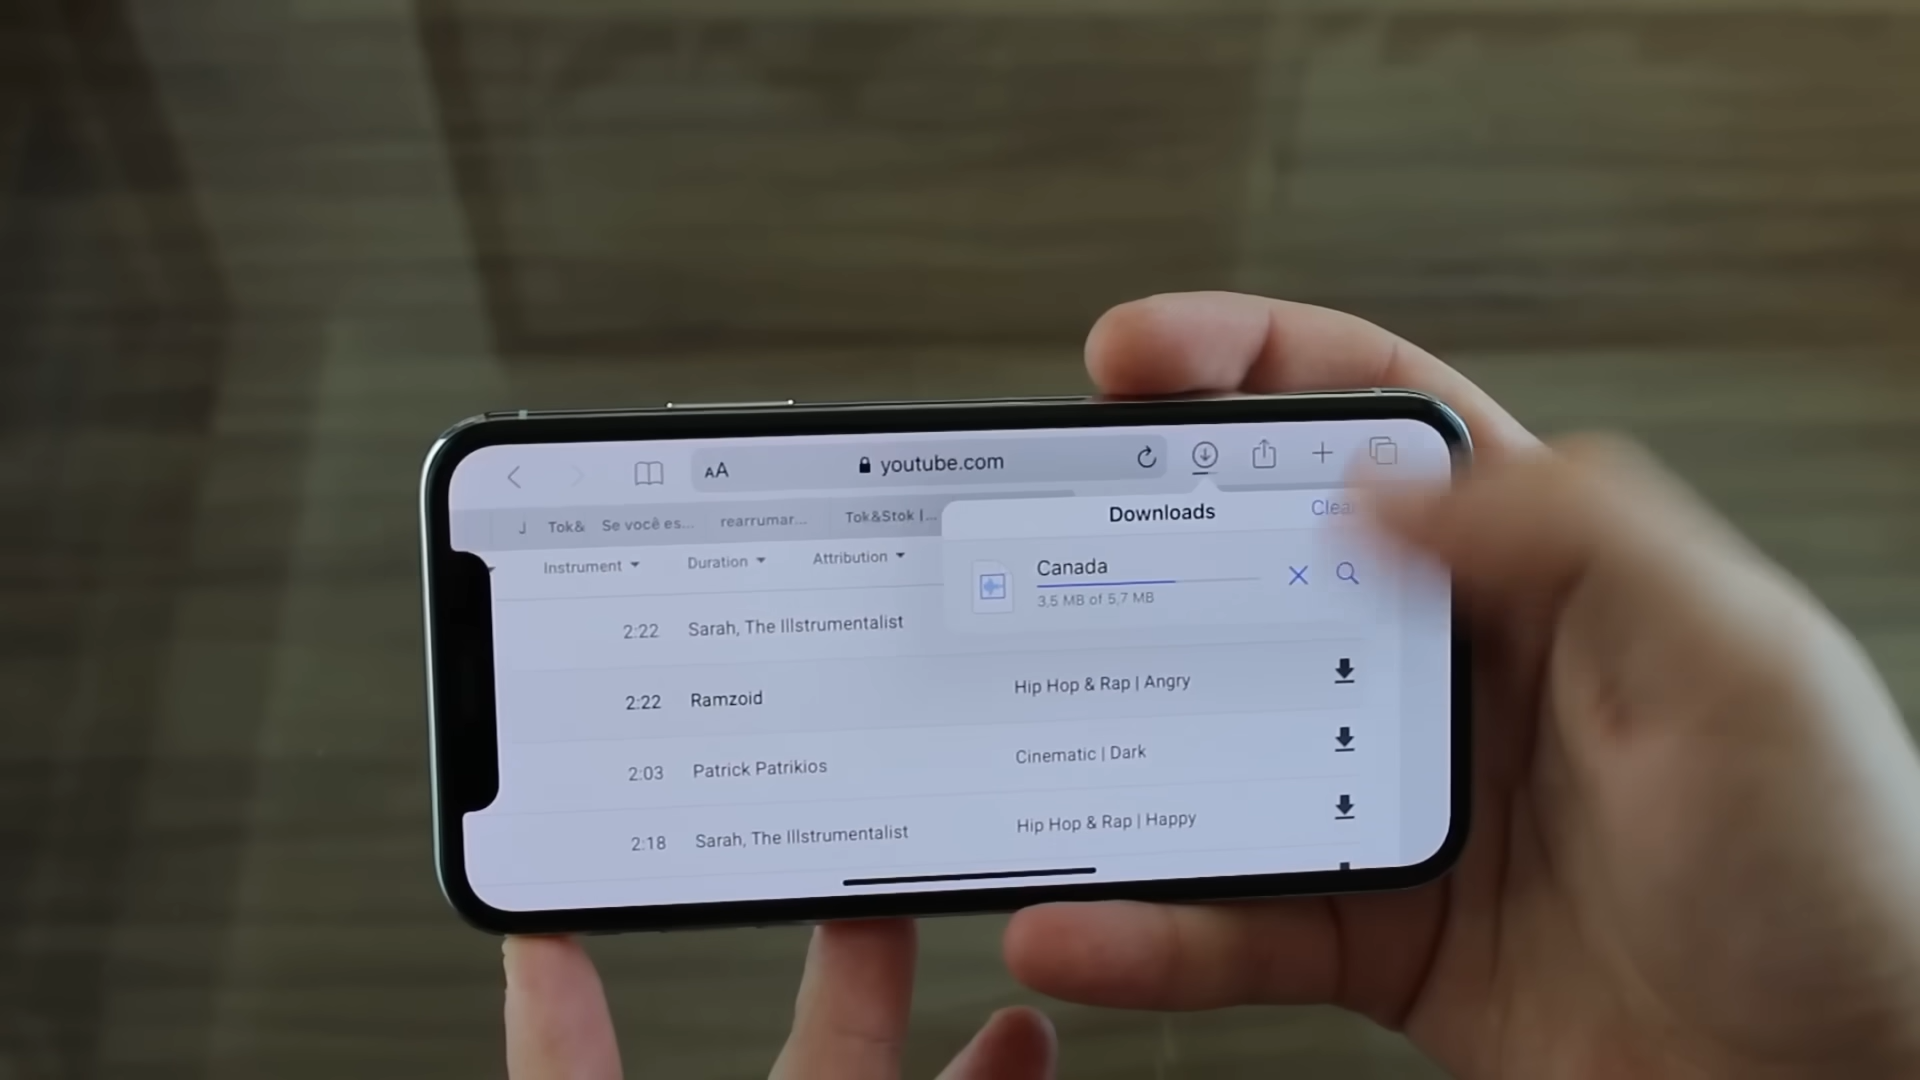 AA youtube.com
J Tok& Se você es... rearrumar... Tok&Stok |...
Downloads Clear
Instrument Duration Attribution
Canada
3,5 MB of 5,7 MB
2:22 Sarah, The Illstrumentalist
2:22 Ramzoid Hip Hop & Rap | Angry
2:03 Patrick Patrikios Cinematic | Dark
2:18 Sarah, The Illstrumentalist Hip Hop & Rap | Happy